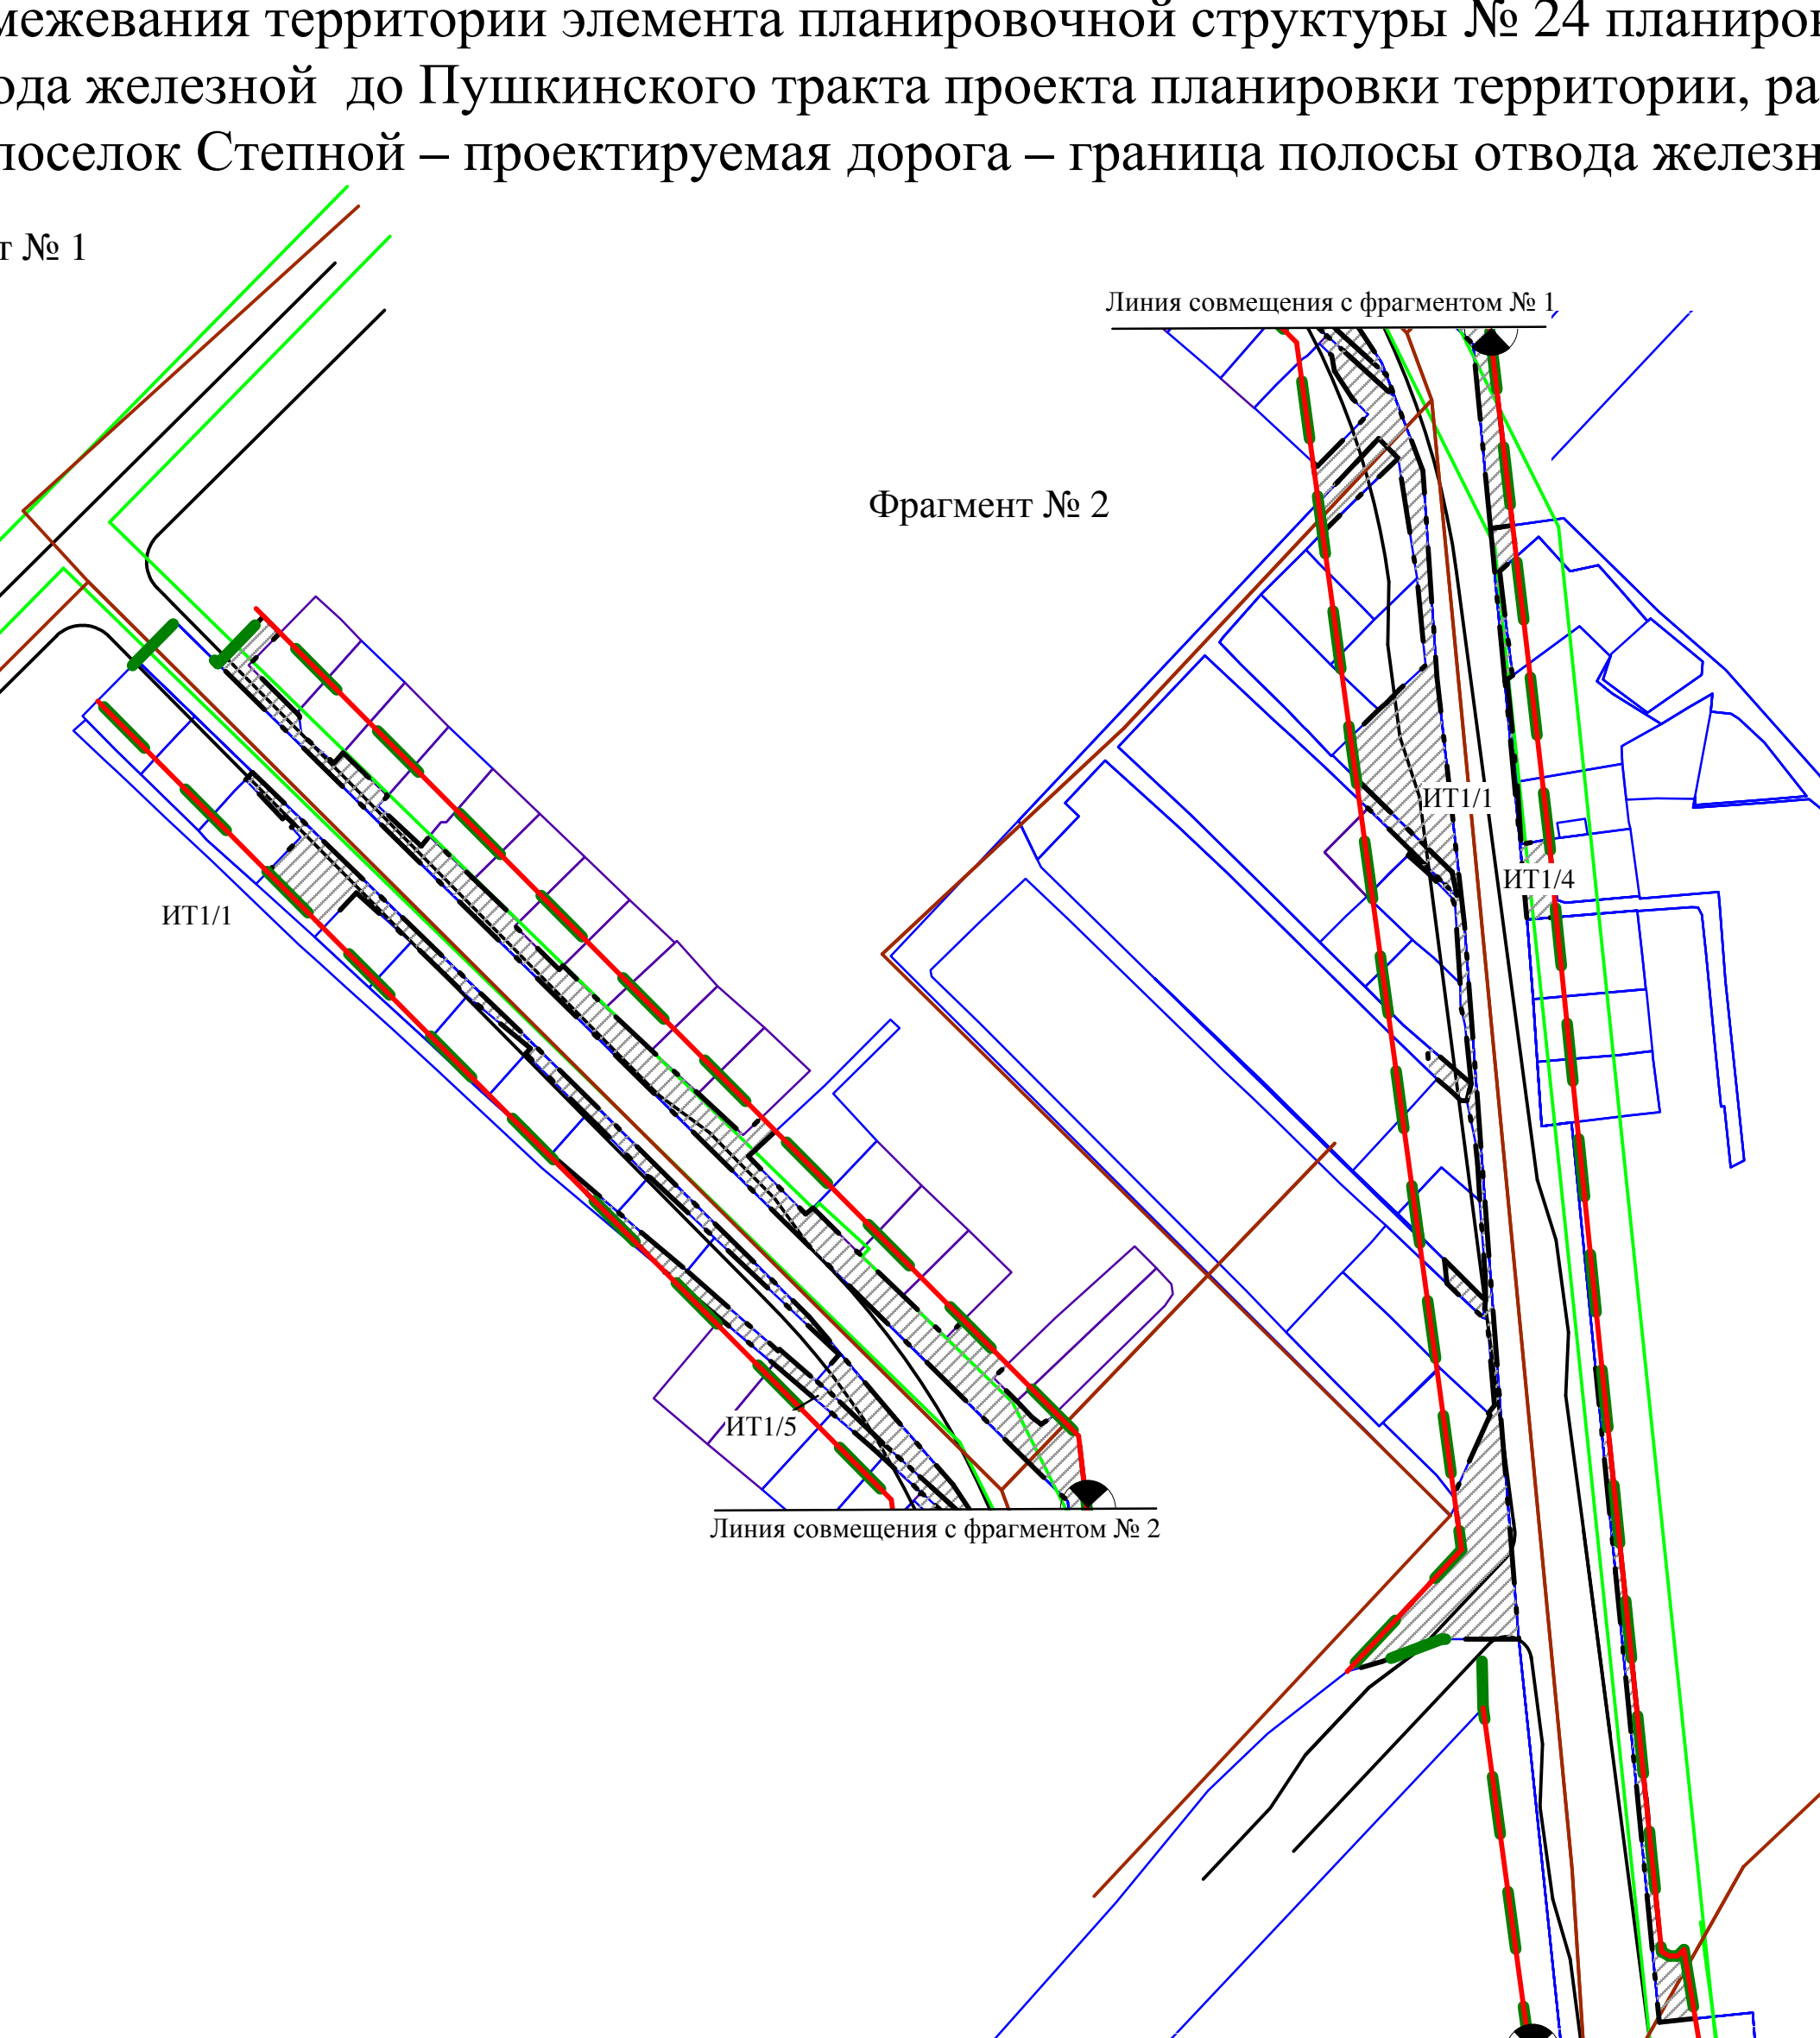 межевания территории элемента планировочной структуры № 24 планиров
ода железной до Пушкинского тракта проекта планировки территории, ра
поселок Степной – проектируемая дорога – граница полосы отвода железн
т № 1
Линия совмещения с фрагментом № 1
Фрагмент № 2
ИТ1/1
ИТ1/4
ИТ1/1
ИТ1/5
Линия совмещения с фрагментом № 2